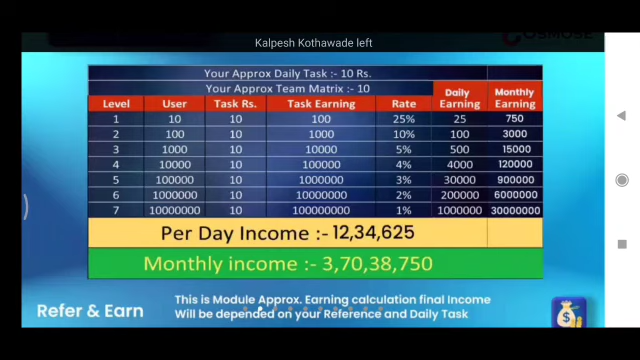 Kalpesh Kothawade left
COSMOSE
Your Approx Daily Task :- 10 Rs.
Your Approx Team Matrix :- 10
Daily Earning Monthly Earning
Level User Task Rs. Task Earning Rate
1 10 10 100 25% 25 750
2 100 10 1000 10% 100 3000
3 1000 10 10000 5% 500 15000
4 10000 10 100000 4% 4000 120000
5 100000 10 1000000 3% 30000 900000
6 1000000 10 10000000 2% 200000 6000000
7 10000000 10 100000000 1% 1000000 30000000
Per Day Income :- 12,34,625
Monthly income :- 3,70,38,750
Refer & Earn
This is Module Approx. Earning calculation final Income
Will be depended on your Reference and Daily Task